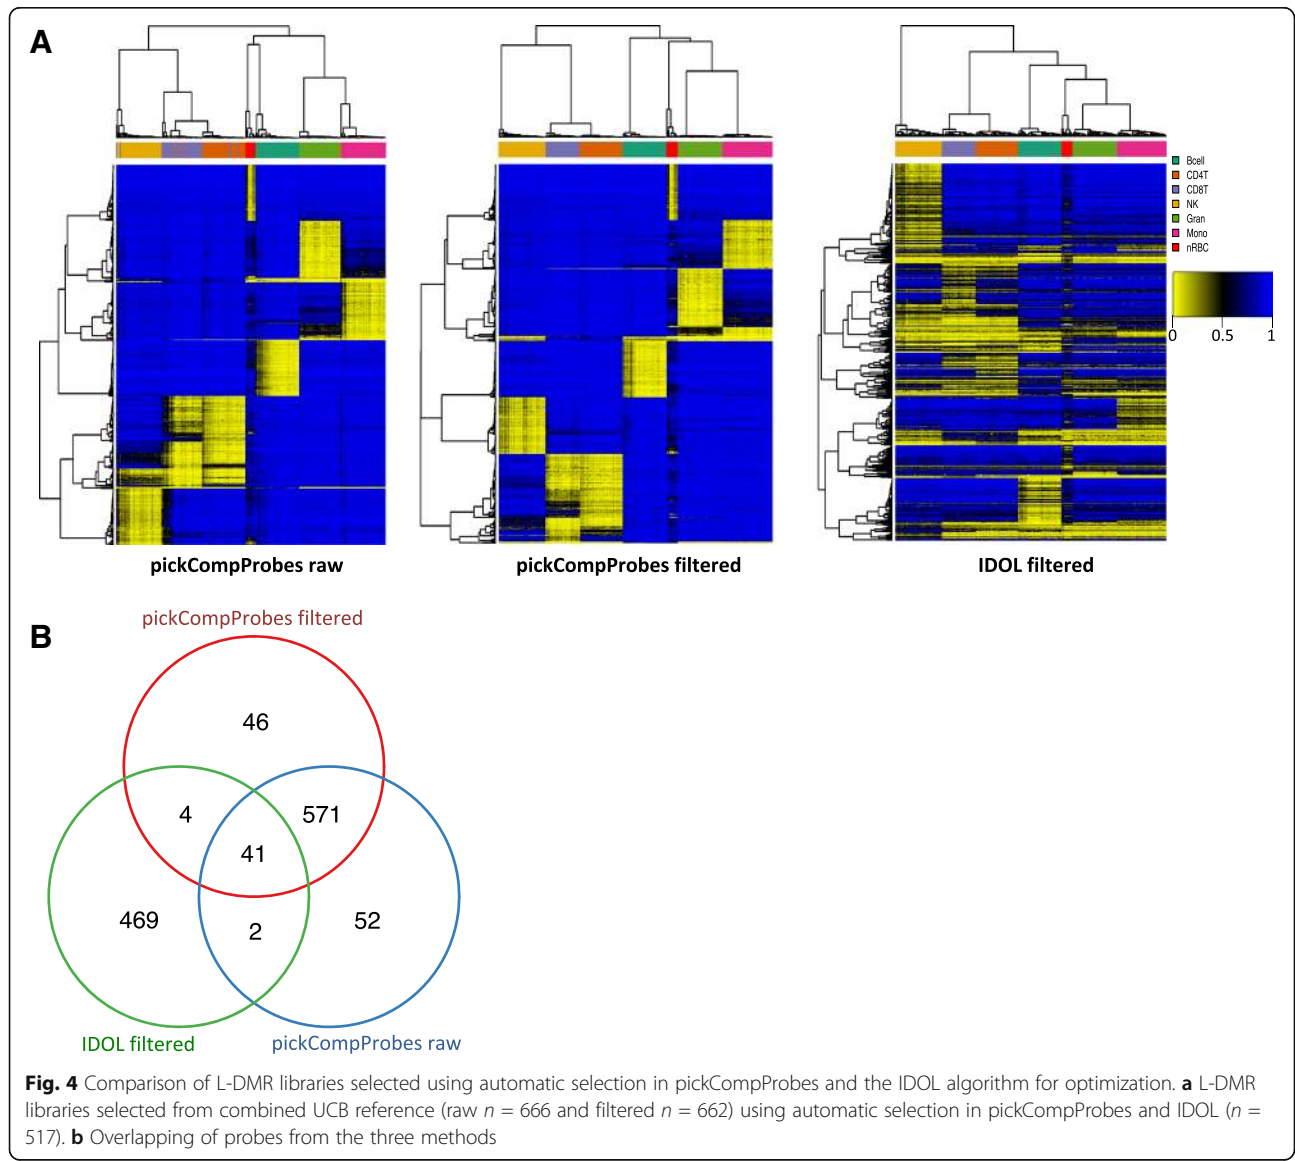 A
Bcell
CD4T
CD8T
NK
Gran
Mono
nRBC
0 0.5 1
pickCompProbes raw
pickCompProbes filtered
IDOL filtered
B
pickCompProbes filtered
46
4
571
41
469
2
52
IDOL filtered
pickCompProbes raw
Fig. 4 Comparison of L-DMR libraries selected using automatic selection in pickCompProbes and the IDOL algorithm for optimization. a L-DMR
libraries selected from combined UCB reference (raw n = 666 and filtered n = 662) using automatic selection in pickCompProbes and IDOL (n =
517). b Overlapping of probes from the three methods